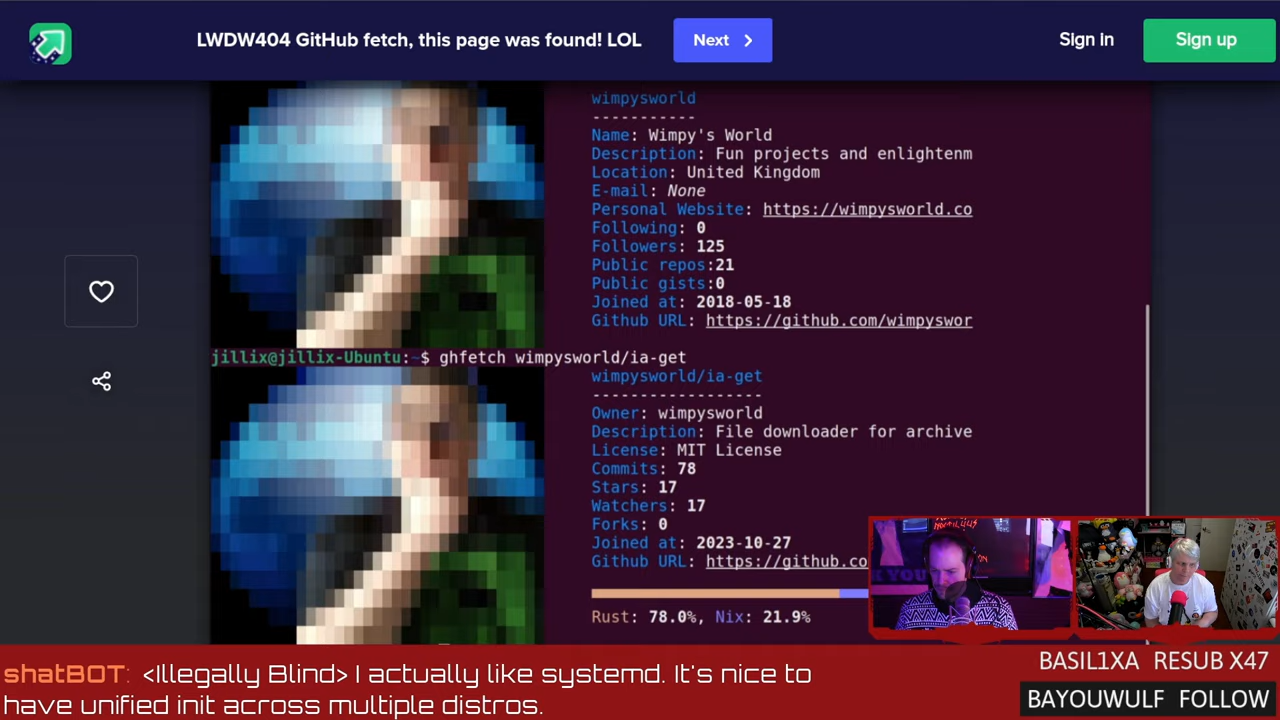 LWDW404 GitHub fetch, this page was found! LOL
Next
Sign in
Sign up
wimpysworld
-----------
Name: Wimpy's World
Description: Fun projects and enlightenm
Location: United Kingdom
E-mail: None
Personal Website: https://wimpysworld.co
Following: 0
Followers: 125
Public repos:21
Public gists:0
Joined at: 2018-05-18
Github URL: https://github.com/wimpyswor
jillix@jillix-Ubuntu:~$ ghfetch wimpysworld/ia-get
wimpysworld/ia-get
------------------
Owner: wimpysworld
Description: File downloader for archive
License: MIT License
Commits: 78
Stars: 17
Watchers: 17
Forks: 0
Joined at: 2023-10-27
Github URL: https://github.co
Rust: 78.0%, Nix: 21.9%
shatBOT: <Illegally Blind> I actually like systemd. It's nice to
have unified init across multiple distros.
BASIL1XA RESUB X47
BAYOUWULF FOLLOW